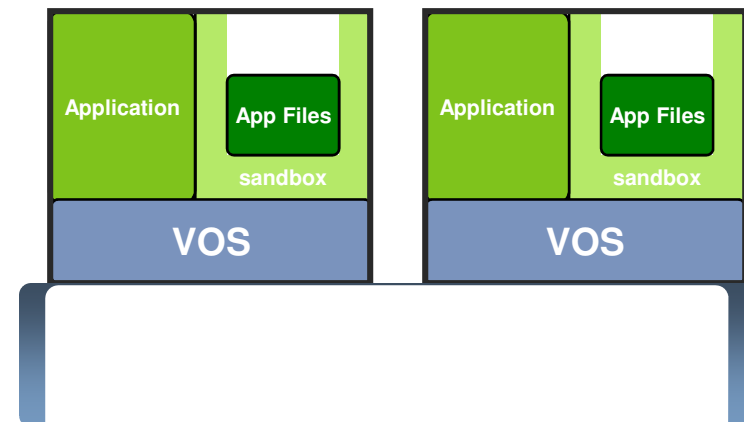 Application
App Files
sandbox
VOS
Application
App Files
sandbox
VOS